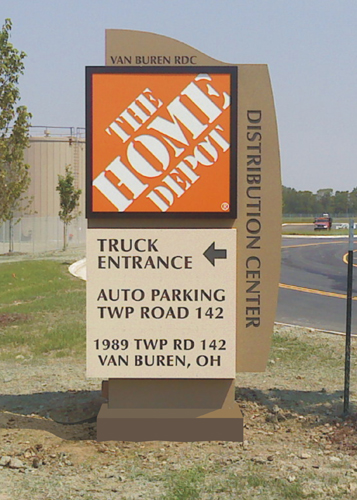 VAN BUREN RDC
THE
HOME
DEPOT
®
DISTRIBUTION CENTER
TRUCK
ENTRANCE
AUTO PARKING
TWP ROAD 142
1989 TWP RD 142
VAN BUREN, OH